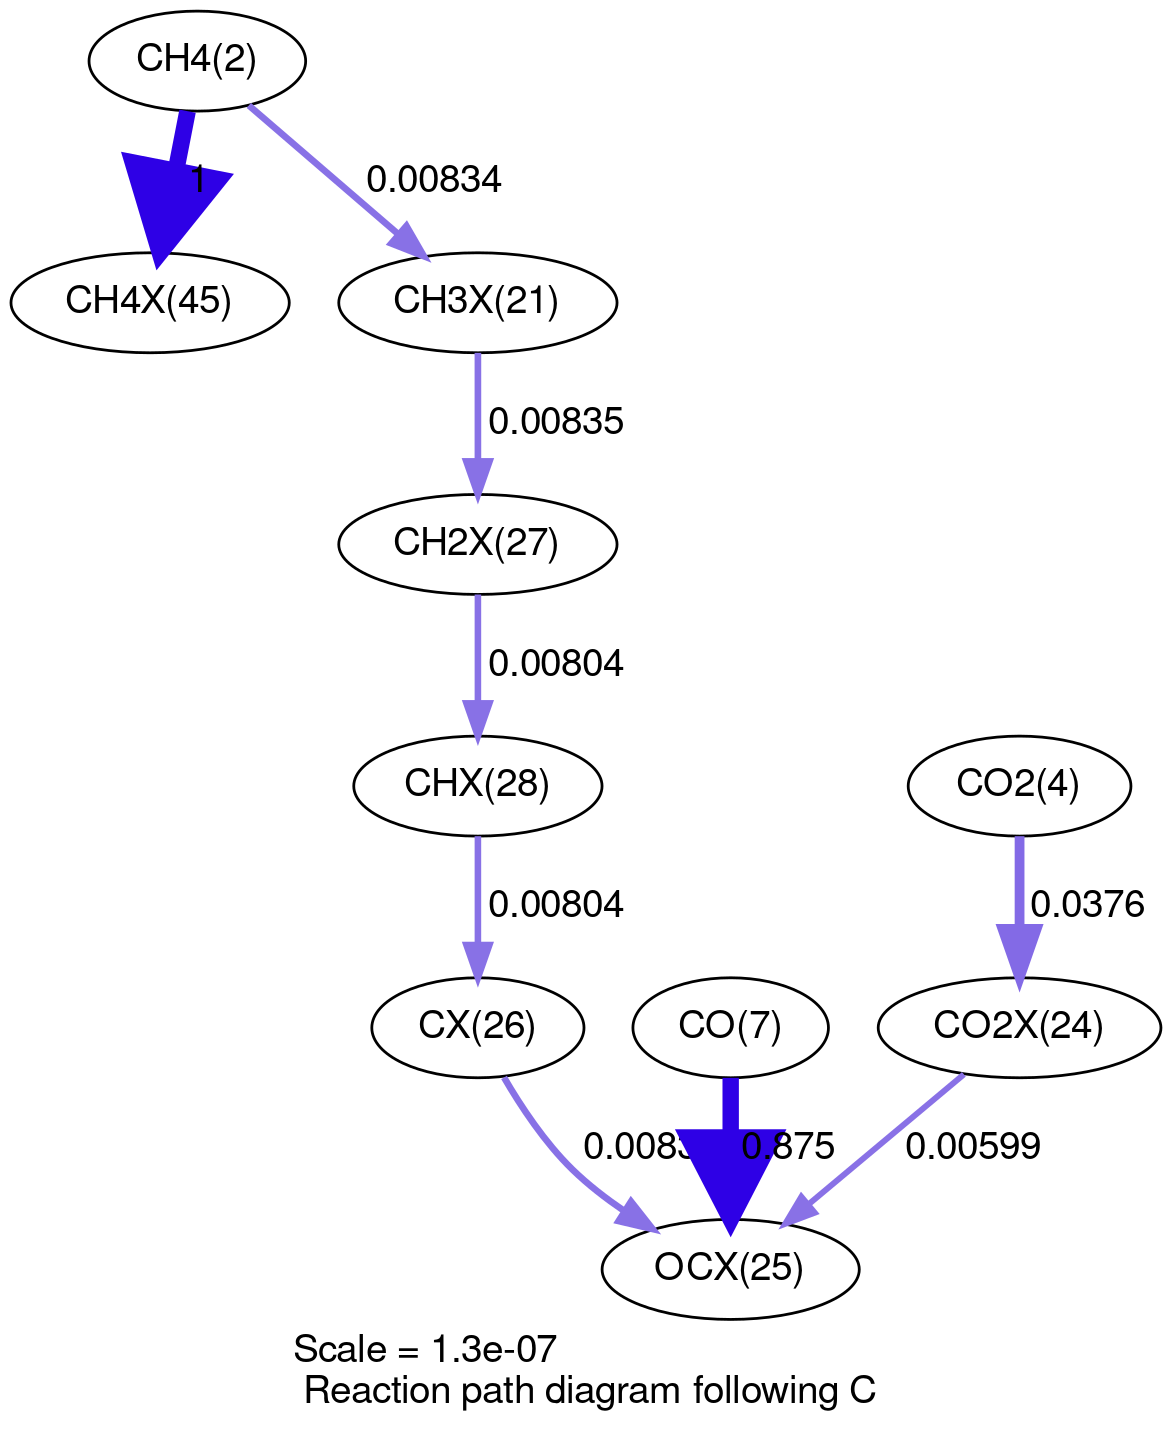 CH4(2)
1
0.00834
CH4X(45)
CH3X(21)
0.00835
CH2X(27)
0.00804
CHX(28)
CO2(4)
0.00804
0.0376
CX(26)
CO(7)
CO2X(24)
0.875
0.00599
OCX(25)
Scale = 1.3e-07
Reaction path diagram following C